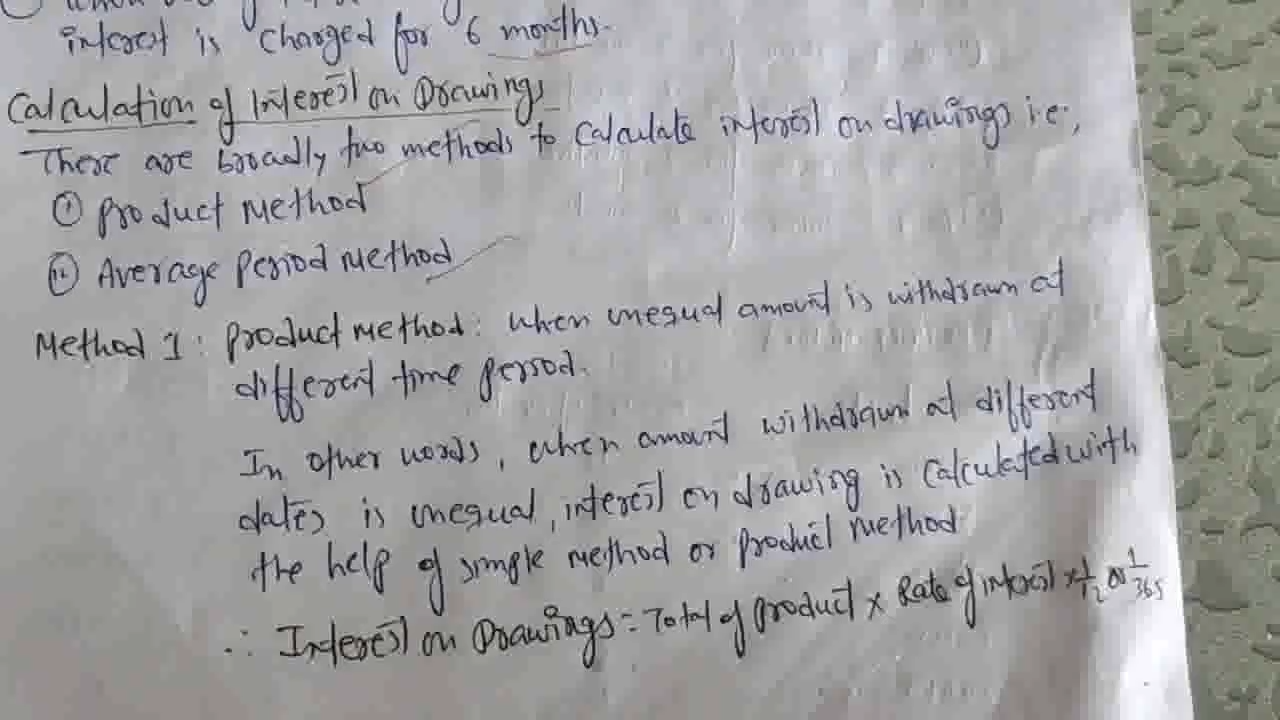 interest is charged for 6 months.
Calculation of Interest on Drawings
There are broadly two methods to calculate interest on drawings i.e.,
(i) Product Method
(ii) Average Period Method
Method 1: Product method: when unequal amount is withdrawn at
different time period.
In other words, when amount withdrawn at different
dates is unequal, interest on drawing is calculated with
the help of simple method or product method
∴ Interest on Drawings = Total of product × Rate of interest × 1/12 or 1/365